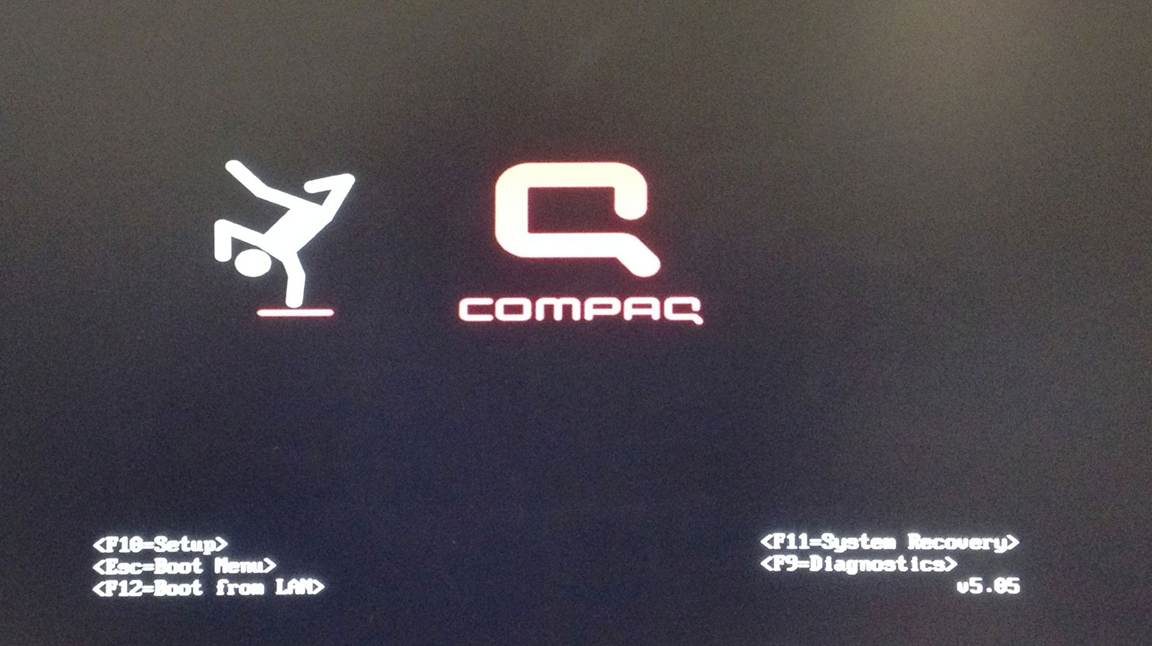 COMPAQ
<F10=Setup>
<Esc=Boot Menu>
<F12=Boot from LAN>
<F11=System Recovery>
<F9=Diagnostics>
v5.05